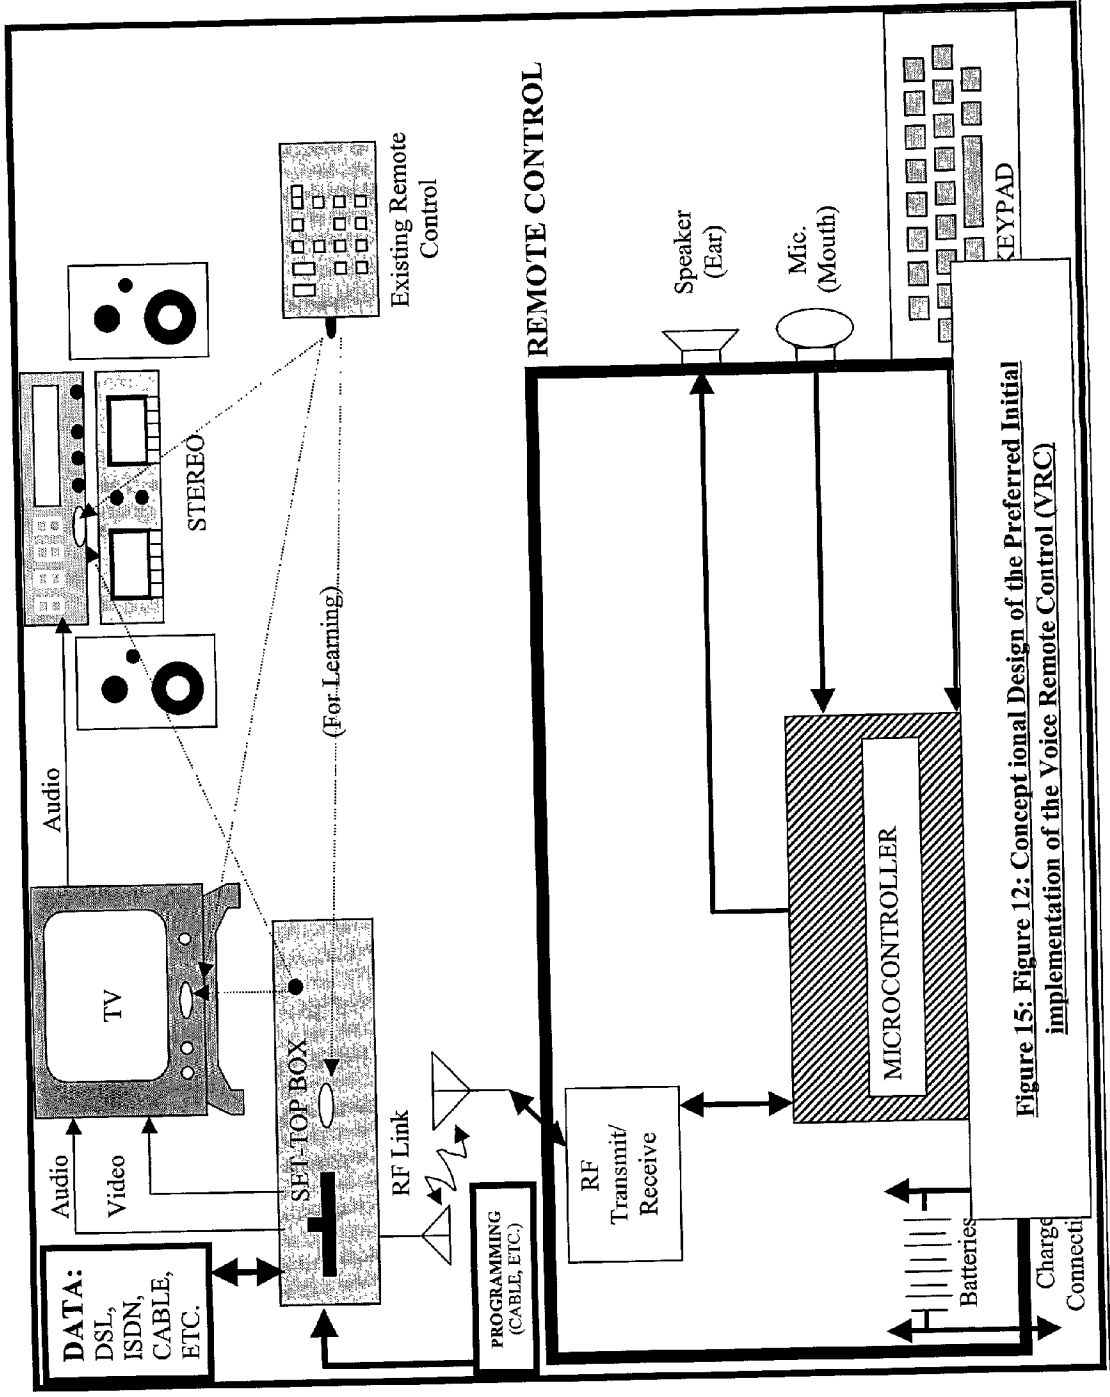 DATA:
DSL,
ISDN,
CABLE,
ETC.
Audio
Video
TV
Audio
STEREO
SET-TOP BOX
(For Learning)
Existing Remote
Control
RF Link
PROGRAMMING
(CABLE, ETC.)
REMOTE CONTROL
RF
Transmit/
Receive
Speaker
(Ear)
Mic.
(Mouth)
MICROCONTROLLER
Batteries
KEYPAD
Charge
Connecti
Figure 15: Figure 12: Concept ional Design of the Preferred Initial
implementation of the Voice Remote Control (VRC)